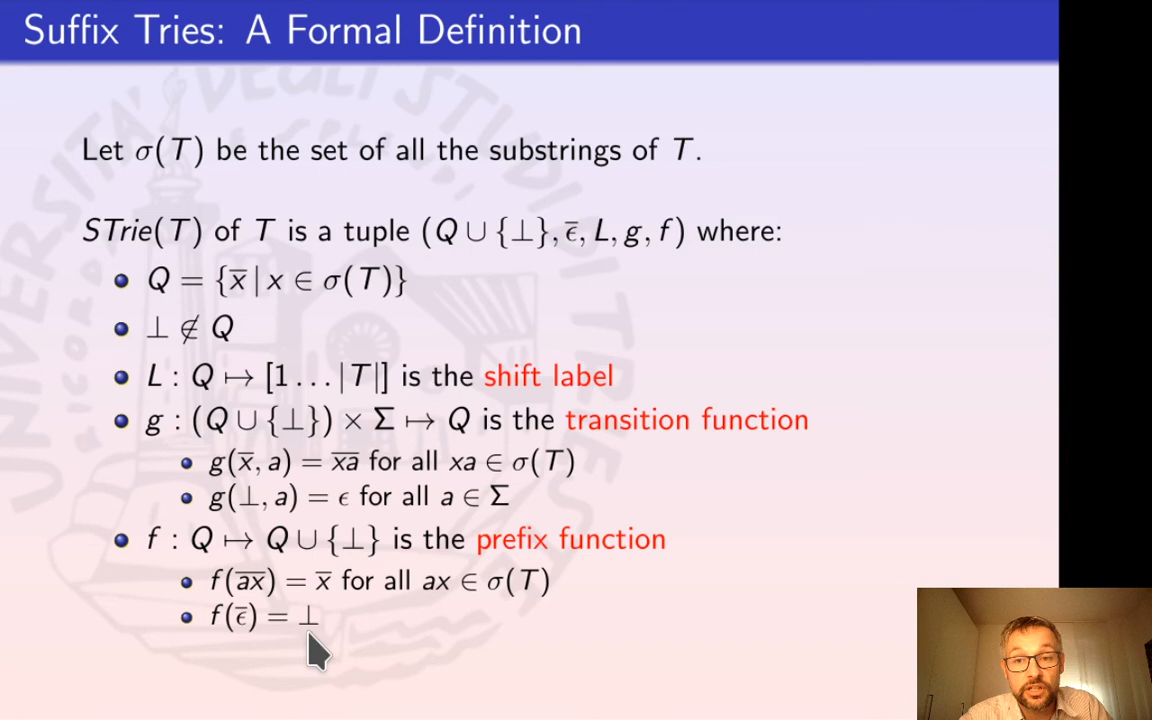 Suffix Tries: A Formal Definition
Let σ(T) be the set of all the substrings of T.
STrie(T) of T is a tuple (Q ∪ {⊥}, ε̅, L, g, f) where:
Q = {x̅ | x ∈ σ(T)}
⊥ ∉ Q
L : Q ↦ [1 . . . |T|] is the shift label
g : (Q ∪ {⊥}) × Σ ↦ Q is the transition function
g(x̅, a) = x̅a̅ for all xa ∈ σ(T)
g(⊥, a) = ϵ for all a ∈ Σ
f : Q ↦ Q ∪ {⊥} is the prefix function
f(a̅x̅) = x̅ for all ax ∈ σ(T)
f(ε̅) = ⊥